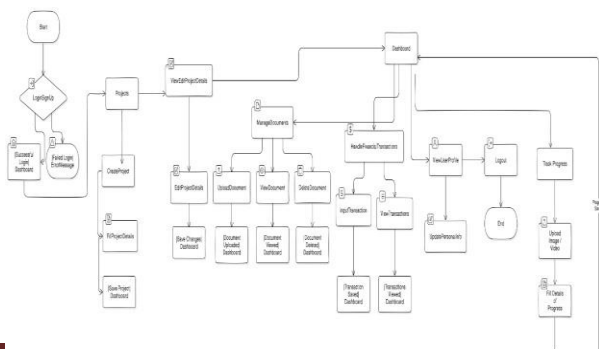 Start
Login/SignUp
[Successful
Login]
Dashboard
[Failed Login]
ErrorMessage
Projects
CreateProject
FillProjectDetails
[Save Project]
Dashboard
ViewEditProjectDetails
EditProjectDetails
[Save Changes]
Dashboard
ManageDocuments
UploadDocument
ViewDocument
DeleteDocument
[Document
Uploaded]
Dashboard
[Document
Viewed]
Dashboard
[Document
Deleted]
Dashboard
Dashboard
HandleFinancialTransactions
InputTransaction
ViewTransactions
[Transaction
Saved]
Dashboard
[Transactions
Viewed]
Dashboard
ViewUserProfile
UpdatePersonalInfo
Logout
End
Track Progress
Upload
Image /
Video
Fill Details
of
Progress